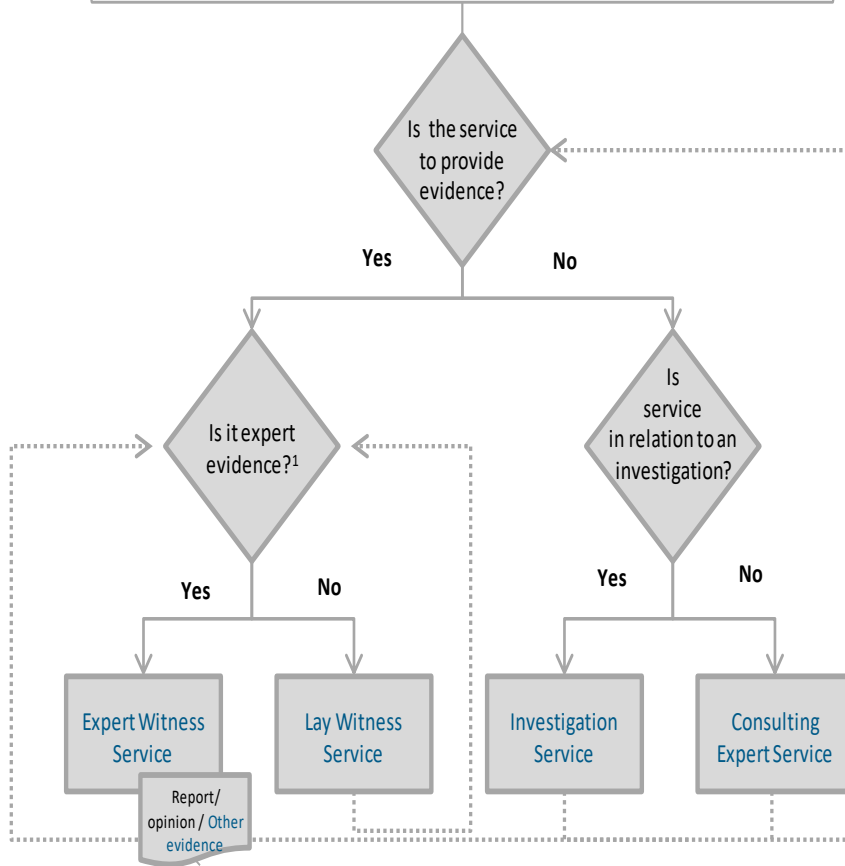 Is the service
to provide
evidence?
Yes
No
Is it expert
evidence?¹
Is
service
in relation to an
investigation?
Yes
No
Yes
No
Expert Witness
Service
Lay Witness
Service
Investigation
Service
Consulting
Expert Service
Report/
opinion / Other
evidence